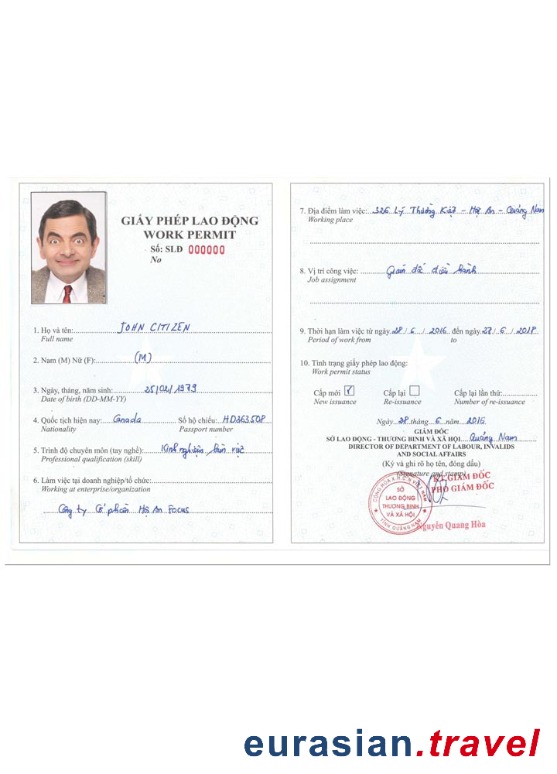 GIẤY PHÉP LAO ĐỘNG
WORK PERMIT
Số: SLĐ 000000
No
1. Họ và tên: JOHN CITIZEN
Full name
2. Nam (M) Nữ (F): (M)
3. Ngày, tháng, năm sinh: 25/02/1979
Date of birth (DD-MM-YY)
4. Quốc tịch hiện nay: Canada Số hộ chiếu: HD363508
Nationality Passport number
5. Trình độ chuyên môn (tay nghề): Kinh nghiệm làm việc
Professional qualification (skill)
6. Làm việc tại doanh nghiệp/tổ chức:
Working at enterprise/organization
Công ty Cổ phần Hội An FOCUS
7. Địa điểm làm việc: 326 Lý Thường Kiệt - Hội An - Quảng Nam
Working place
8. Vị trí công việc: Giám đốc điều hành
Job assignment
9. Thời hạn làm việc từ ngày 28/6/2016 đến ngày 27/6/2018
Period of work from to
10. Tình trạng giấy phép lao động:
Work permit status
Cấp mới Cấp lại Cấp lại lần thứ:
New issuance Re-issuance Number of re-issuance
Ngày 28 tháng 6 năm 2016
GIÁM ĐỐC
SỞ LAO ĐỘNG - THƯƠNG BINH VÀ XÃ HỘI Quảng Nam
DIRECTOR OF DEPARTMENT OF LABOUR, INVALIDS
AND SOCIAL AFFAIRS
(Ký và ghi rõ họ tên, đóng dấu)
(Signature and stamp)
KT. GIÁM ĐỐC
PHÓ GIÁM ĐỐC
SỞ
LAO ĐỘNG
THƯƠNG BINH
VÀ XÃ HỘI
TỈNH QUẢNG NAM
Nguyễn Quang Hòa
eurasian.travel